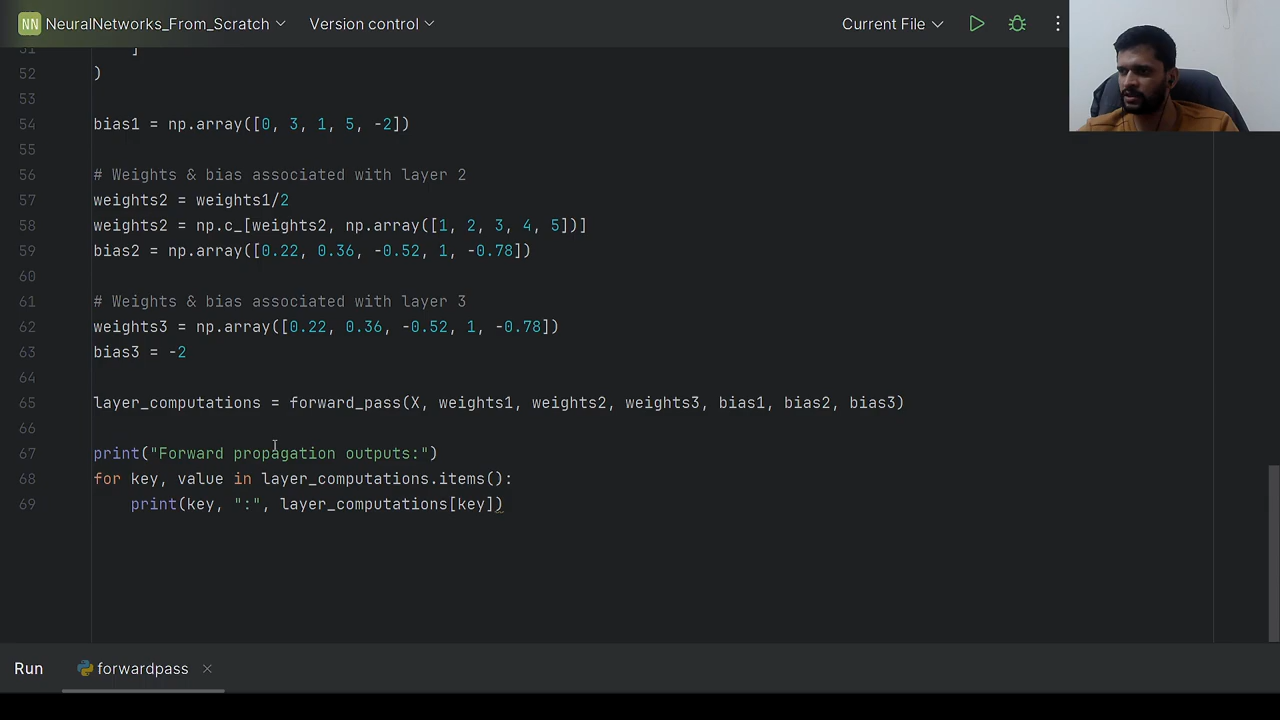 NN NeuralNetworks_From_Scratch Version control Current File
51 ]
52 )
53
54 bias1 = np.array([0, 3, 1, 5, -2])
55
56 # Weights & bias associated with layer 2
57 weights2 = weights1/2
58 weights2 = np.c_[weights2, np.array([1, 2, 3, 4, 5])]
59 bias2 = np.array([0.22, 0.36, -0.52, 1, -0.78])
60
61 # Weights & bias associated with layer 3
62 weights3 = np.array([0.22, 0.36, -0.52, 1, -0.78])
63 bias3 = -2
64
65 layer_computations = forward_pass(X, weights1, weights2, weights3, bias1, bias2, bias3)
66
67 print("Forward propagation outputs:")
68 for key, value in layer_computations.items():
69 print(key, ":", layer_computations[key])
Run forwardpass